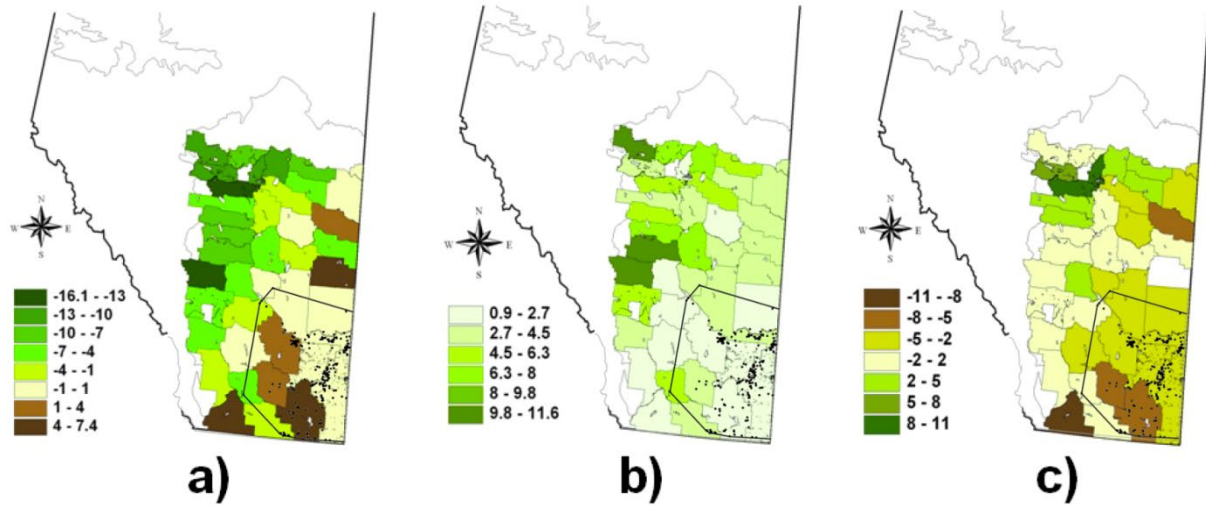 N
W E
S
-16.1 - -13
-13 - -10
-10 - -7
-7 - -4
-4 - -1
-1 - 1
1 - 4
4 - 7.4
a)
N
W E
S
0.9 - 2.7
2.7 - 4.5
4.5 - 6.3
6.3 - 8
8 - 9.8
9.8 - 11.6
b)
N
W E
S
-11 - -8
-8 - -5
-5 - -2
-2 - 2
2 - 5
5 - 8
8 - 11
c)